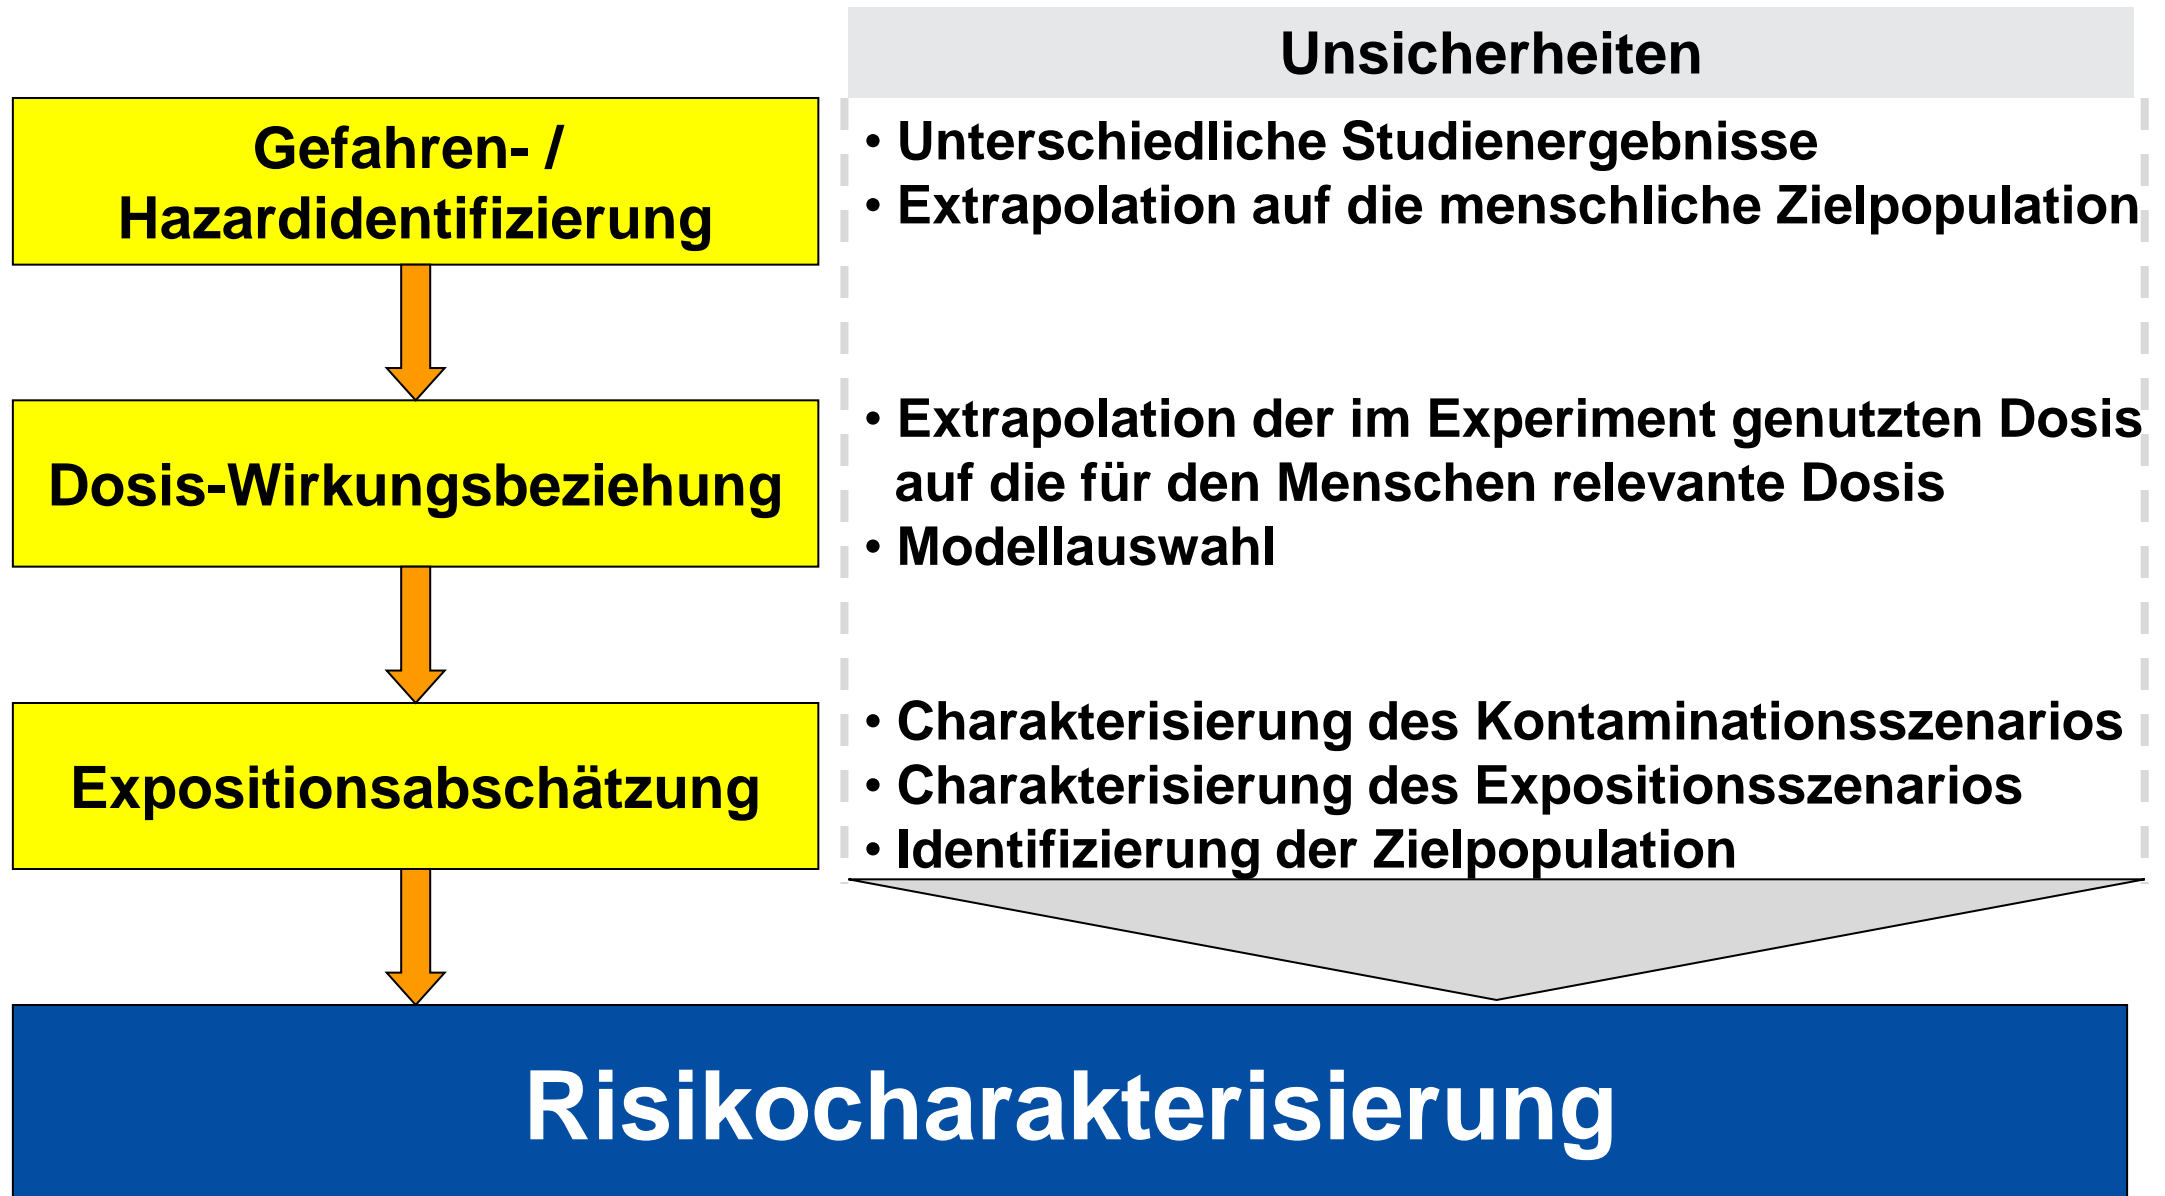 Unsicherheiten
Gefahren- /
Hazardidentifizierung
• Unterschiedliche Studienergebnisse
• Extrapolation auf die menschliche Zielpopulation
Dosis-Wirkungsbeziehung
• Extrapolation der im Experiment genutzten Dosis
auf die für den Menschen relevante Dosis
• Modellauswahl
Expositionsabschätzung
• Charakterisierung des Kontaminationsszenarios
• Charakterisierung des Expositionsszenarios
• Identifizierung der Zielpopulation
Risikocharakterisierung